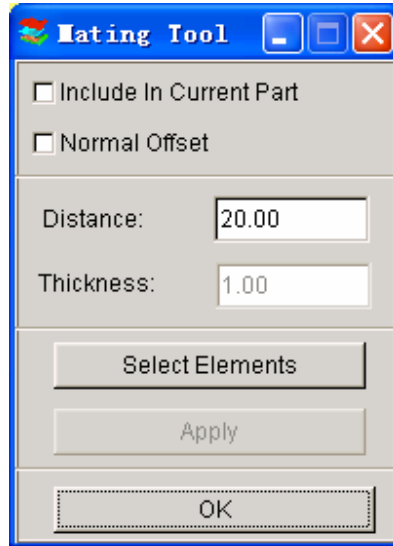 Mating Tool
Include In Current Part
Normal Offset
Distance: 20.00
Thickness: 1.00
Select Elements
Apply
OK